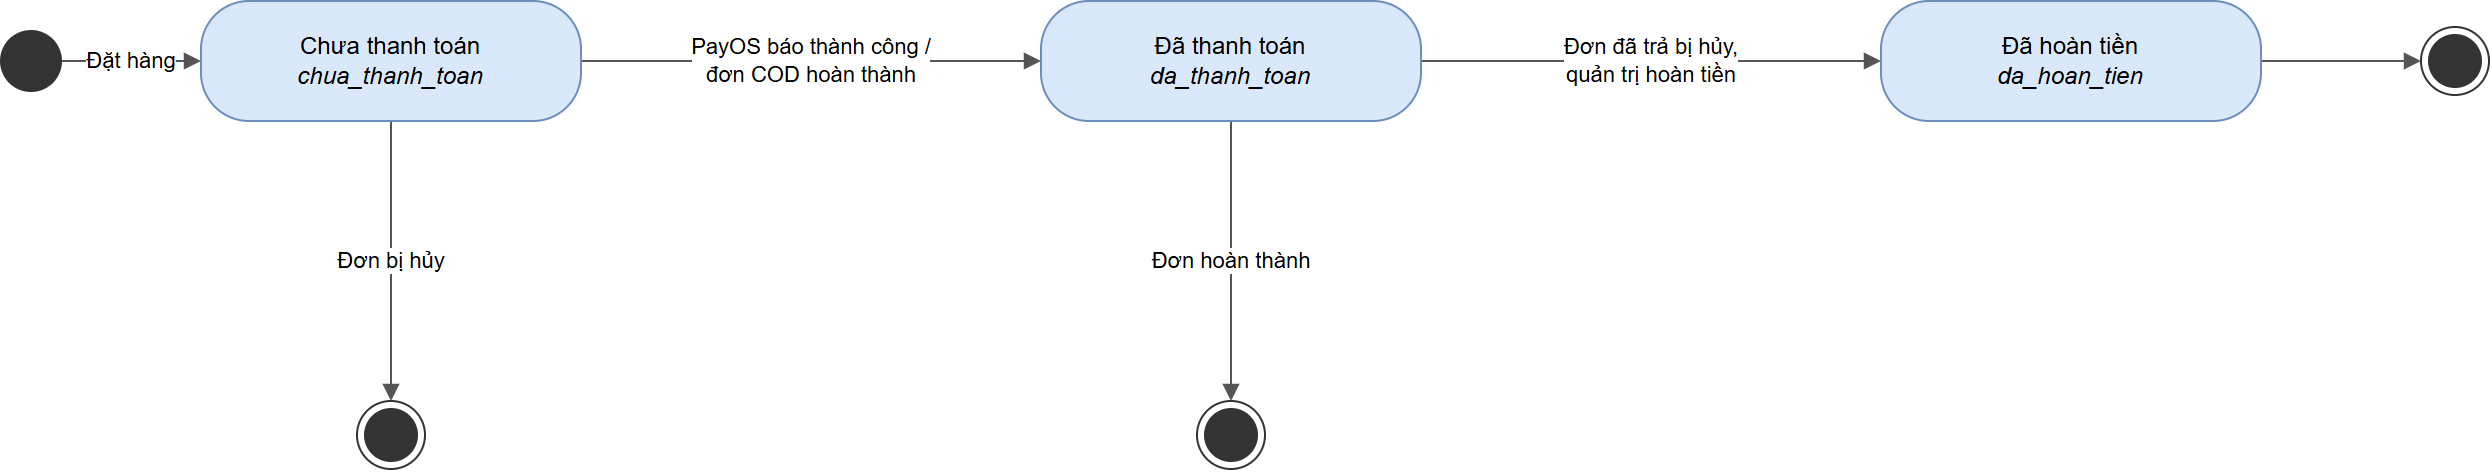 Đặt hàng
Chưa thanh toán
chua_thanh_toan
PayOS báo thành công /
đơn COD hoàn thành
Đã thanh toán
da_thanh_toan
Đơn đã trả bị hủy,
quản trị hoàn tiền
Đã hoàn tiền
da_hoan_tien
Đơn bị hủy
Đơn hoàn thành